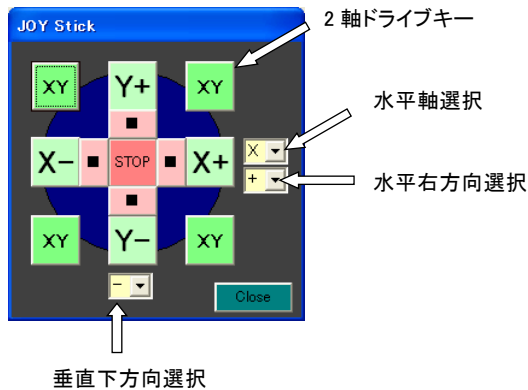 JOY Stick
2 軸ドライブキー
XY
Y+
XY
水平軸選択
X−
■
■
STOP
■
X+
X
+
水平右方向選択
■
XY
Y−
XY
−
Close
垂直下方向選択